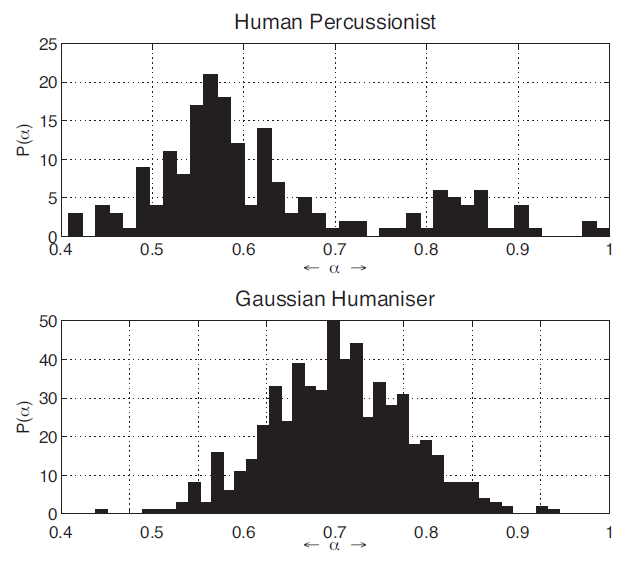 Human Percussionist
25
20
15
10
5
0
P(α)
0.4 0.5 0.6 0.7 0.8 0.9 1
← α →
Gaussian Humaniser
50
40
30
20
10
0
P(α)
0.4 0.5 0.6 0.7 0.8 0.9 1
← α →